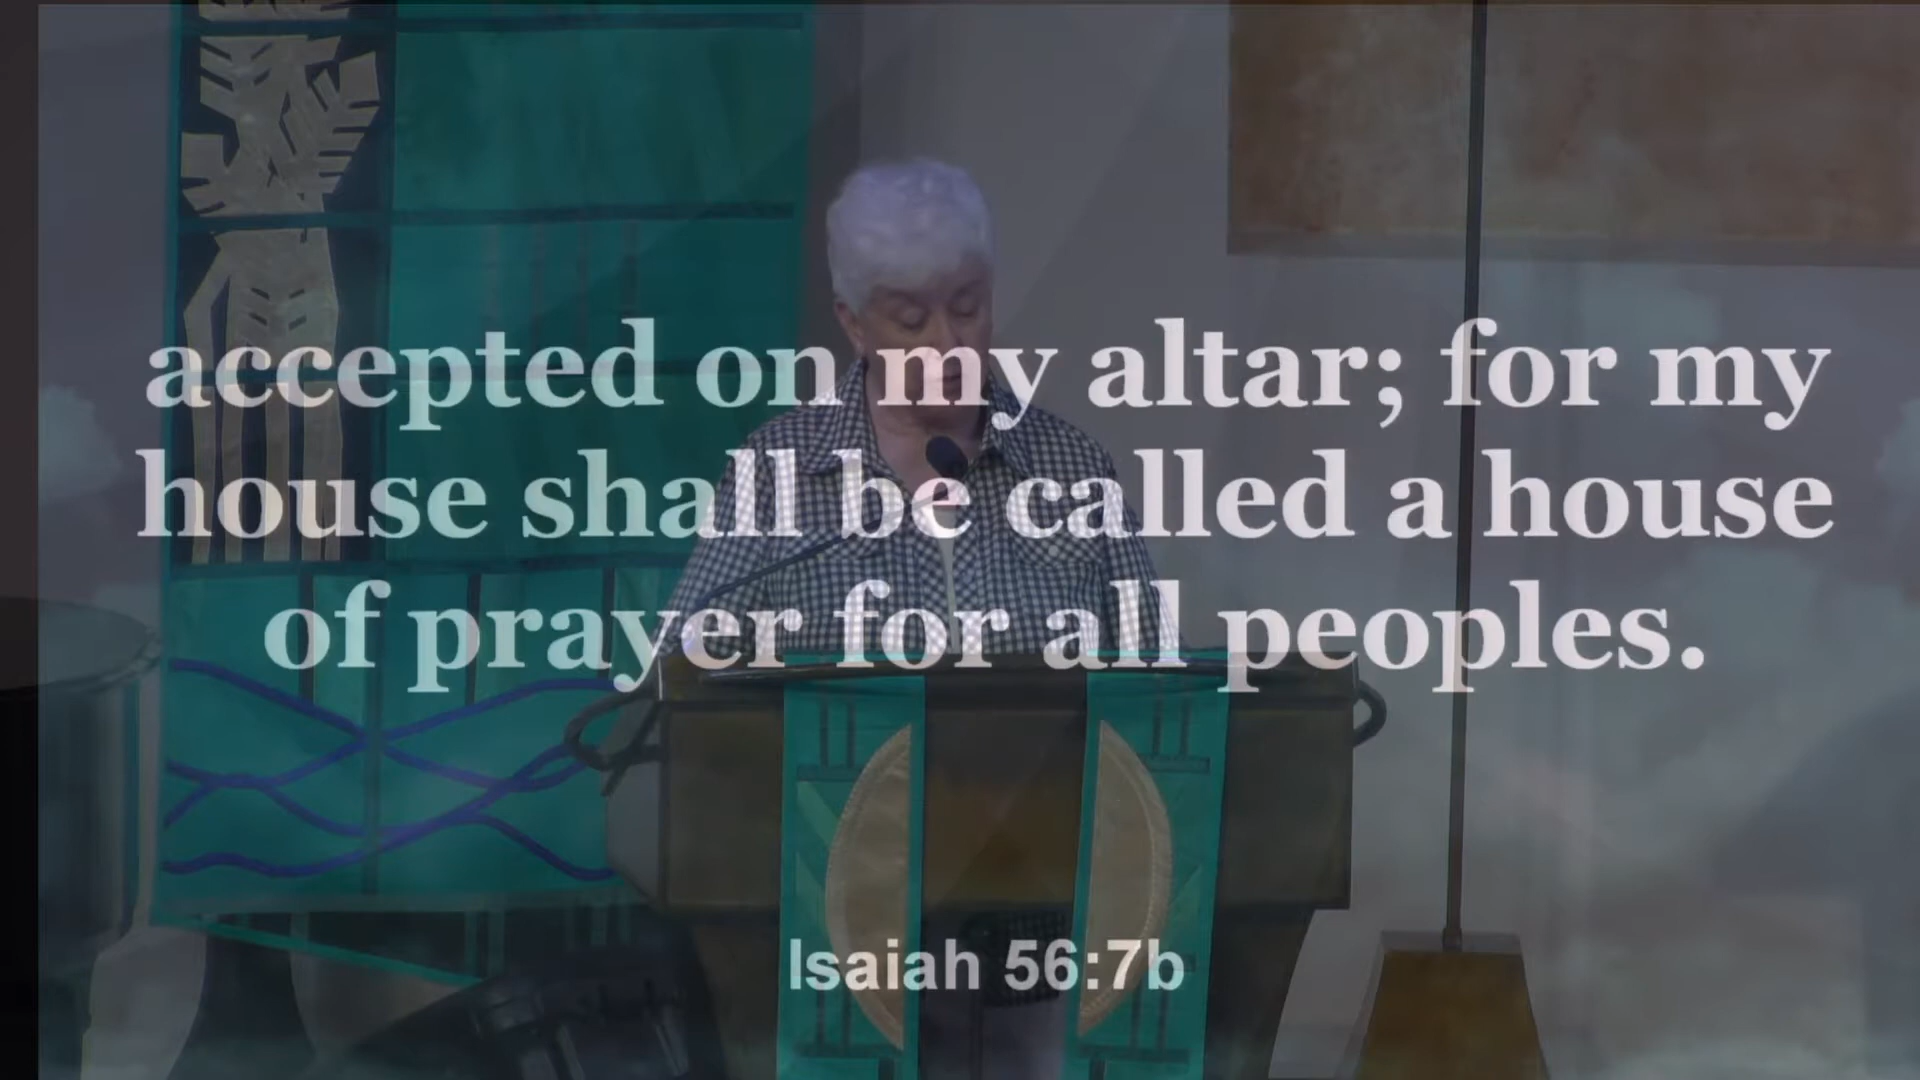 accepted on my altar; for my
house shall be called a house
of prayer for all peoples.
Isaiah 56:7b